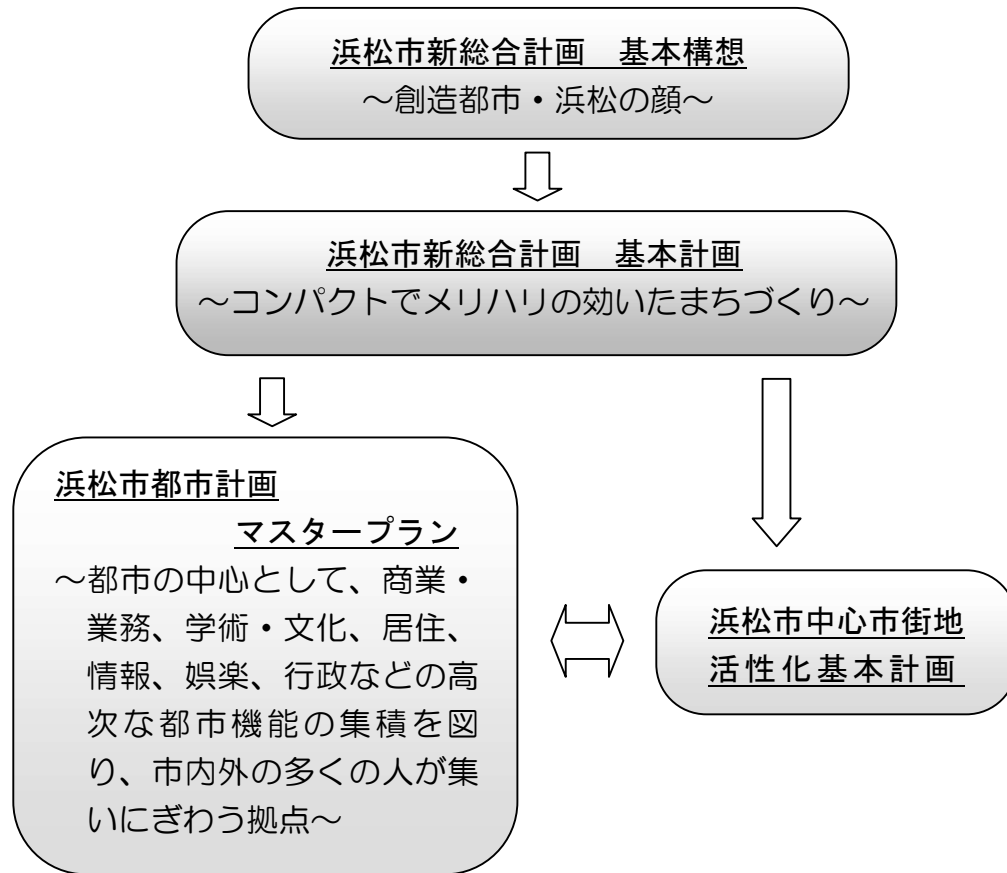 浜松市新総合計画　基本構想
～創造都市・浜松の顔～
浜松市新総合計画　基本計画
～コンパクトでメリハリの効いたまちづくり～
浜松市都市計画
マスタープラン
～都市の中心として、商業・
業務、学術・文化、居住、
情報、娯楽、行政などの高
次な都市機能の集積を図
り、市内外の多くの人が集
いにぎわう拠点～
浜松市中心市街地
活性化基本計画